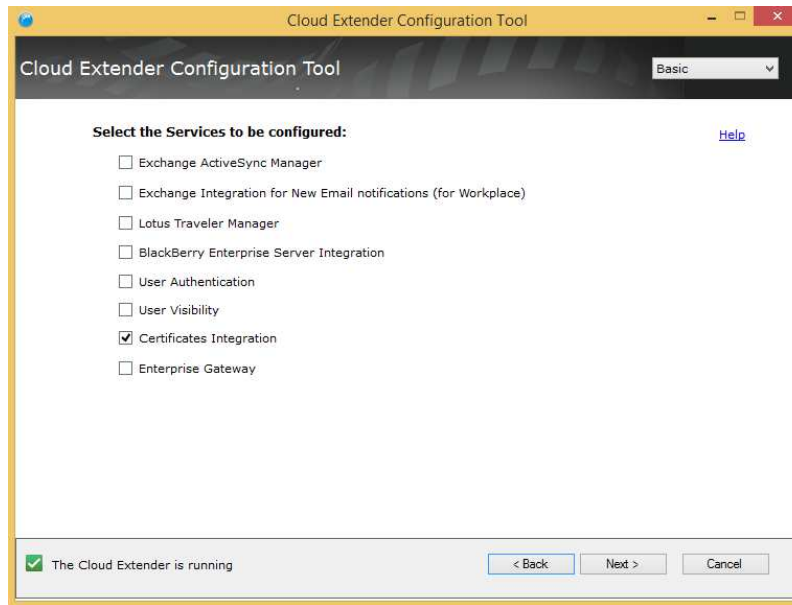 Cloud Extender Configuration Tool
Cloud Extender Configuration Tool
Basic
Select the Services to be configured:
Help
Exchange ActiveSync Manager
Exchange Integration for New Email notifications (for Workplace)
Lotus Traveler Manager
BlackBerry Enterprise Server Integration
User Authentication
User Visibility
Certificates Integration
Enterprise Gateway
The Cloud Extender is running
< Back
Next >
Cancel